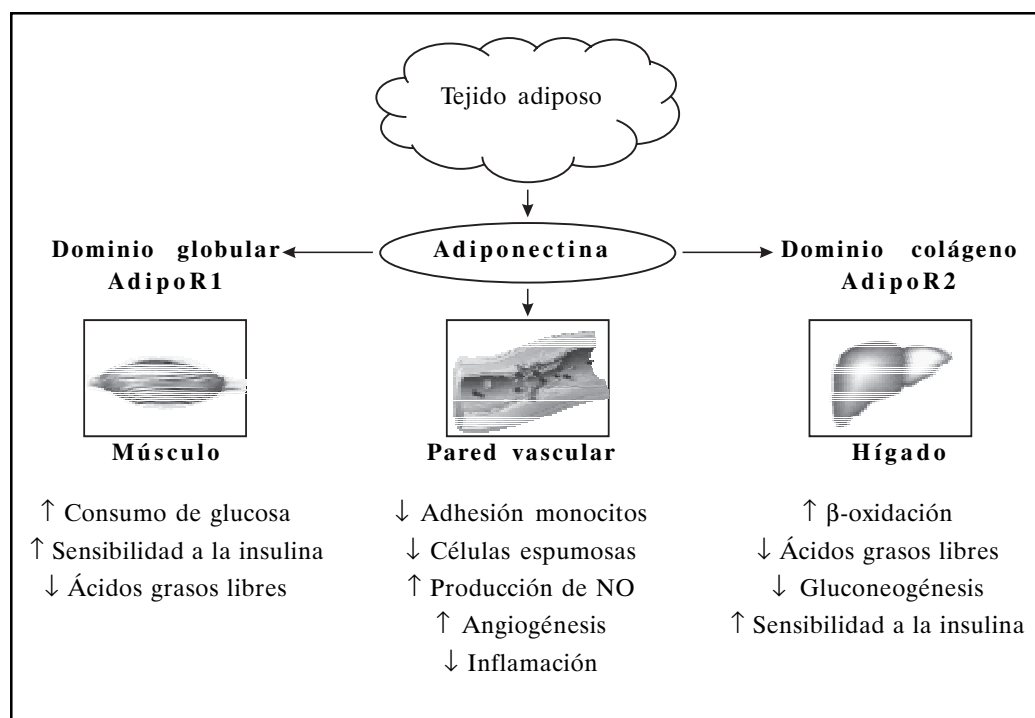 Tejido adiposo
Adiponectina
Dominio globular
AdipoR1
Dominio colágeno
AdipoR2
Músculo
↑ Consumo de glucosa
↑ Sensibilidad a la insulina
↓ Ácidos grasos libres
Pared vascular
↓ Adhesión monocitos
↓ Células espumosas
↑ Producción de NO
↑ Angiogénesis
↓ Inflamación
Hígado
↑ β-oxidación
↓ Ácidos grasos libres
↓ Gluconeogénesis
↑ Sensibilidad a la insulina